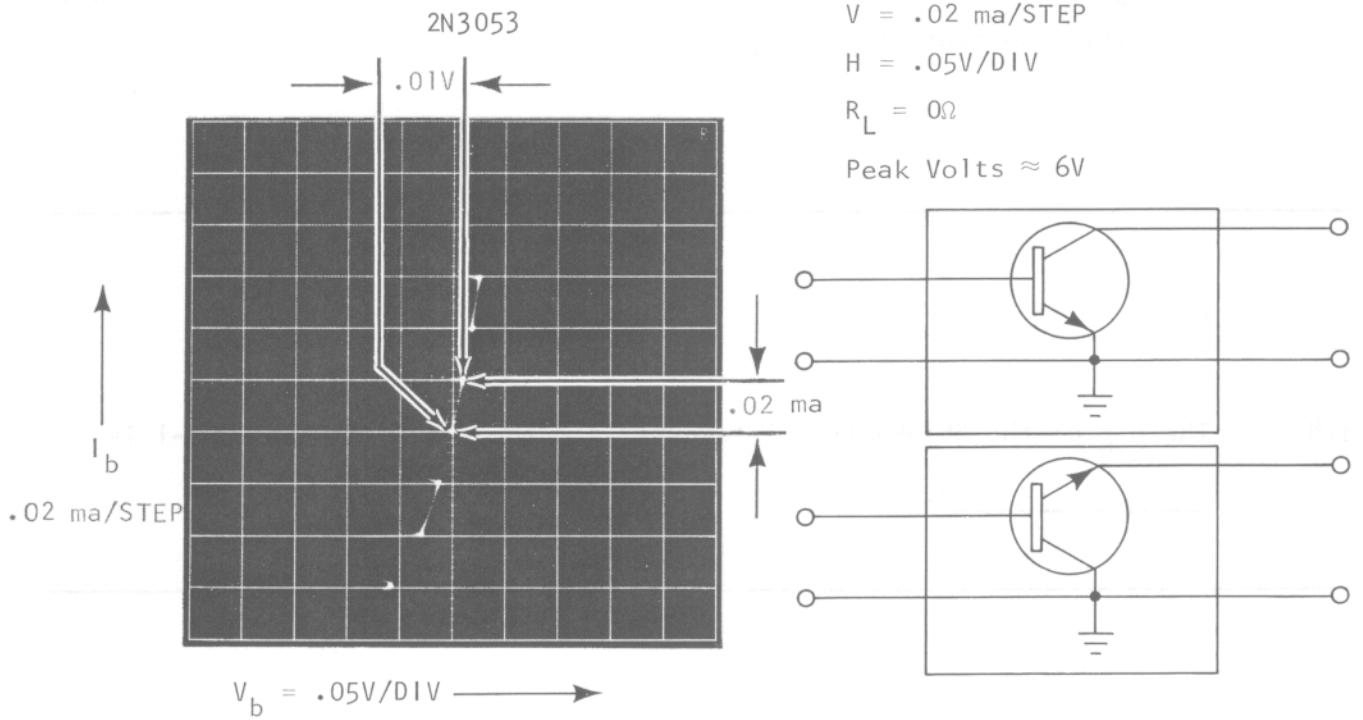 2N3053
.01V
V = .02 ma/STEP
H = .05V/DIV
R_L = 0Ω
Peak Volts ≈ 6V
.02 ma
I_b
.02 ma/STEP
V_b = .05V/DIV